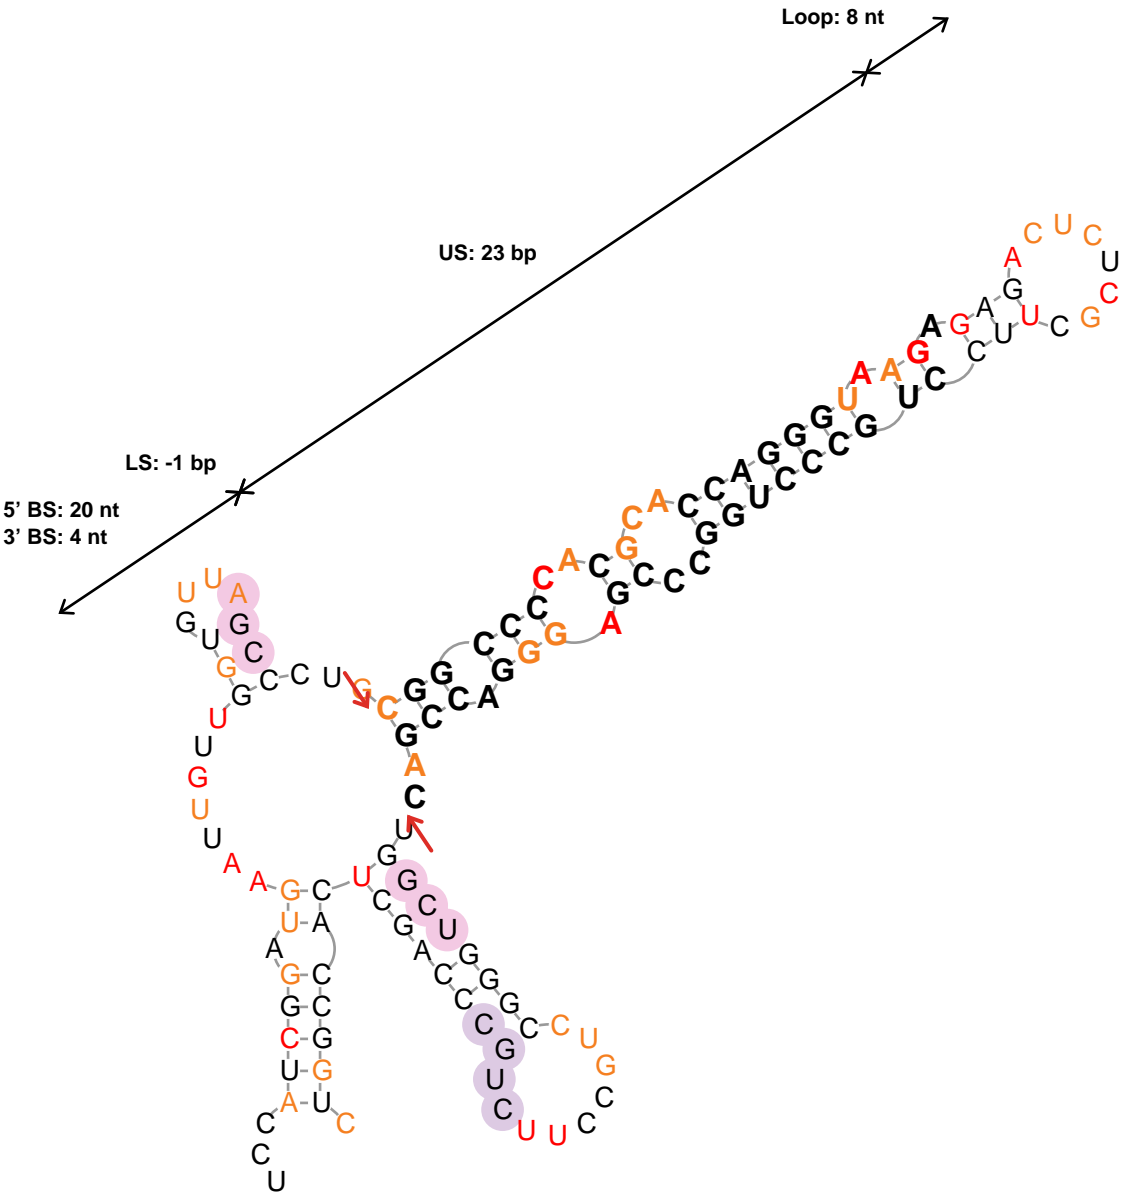 Loop: 8 nt
US: 23 bp
LS: -1 bp
5’ BS: 20 nt
3’ BS: 4 nt
U C C A U C G G A U G A A U U G U U G G U G U U A G C C C U G C G G C C C C A C G C A C C A G G G U A A G A G A G A C U C U C G C U U C C U G C C C U G G C C C G A G G G A C C G A C U G G C U G G G C C U G C C U U C U G C C C A G C U C A C C G G U C